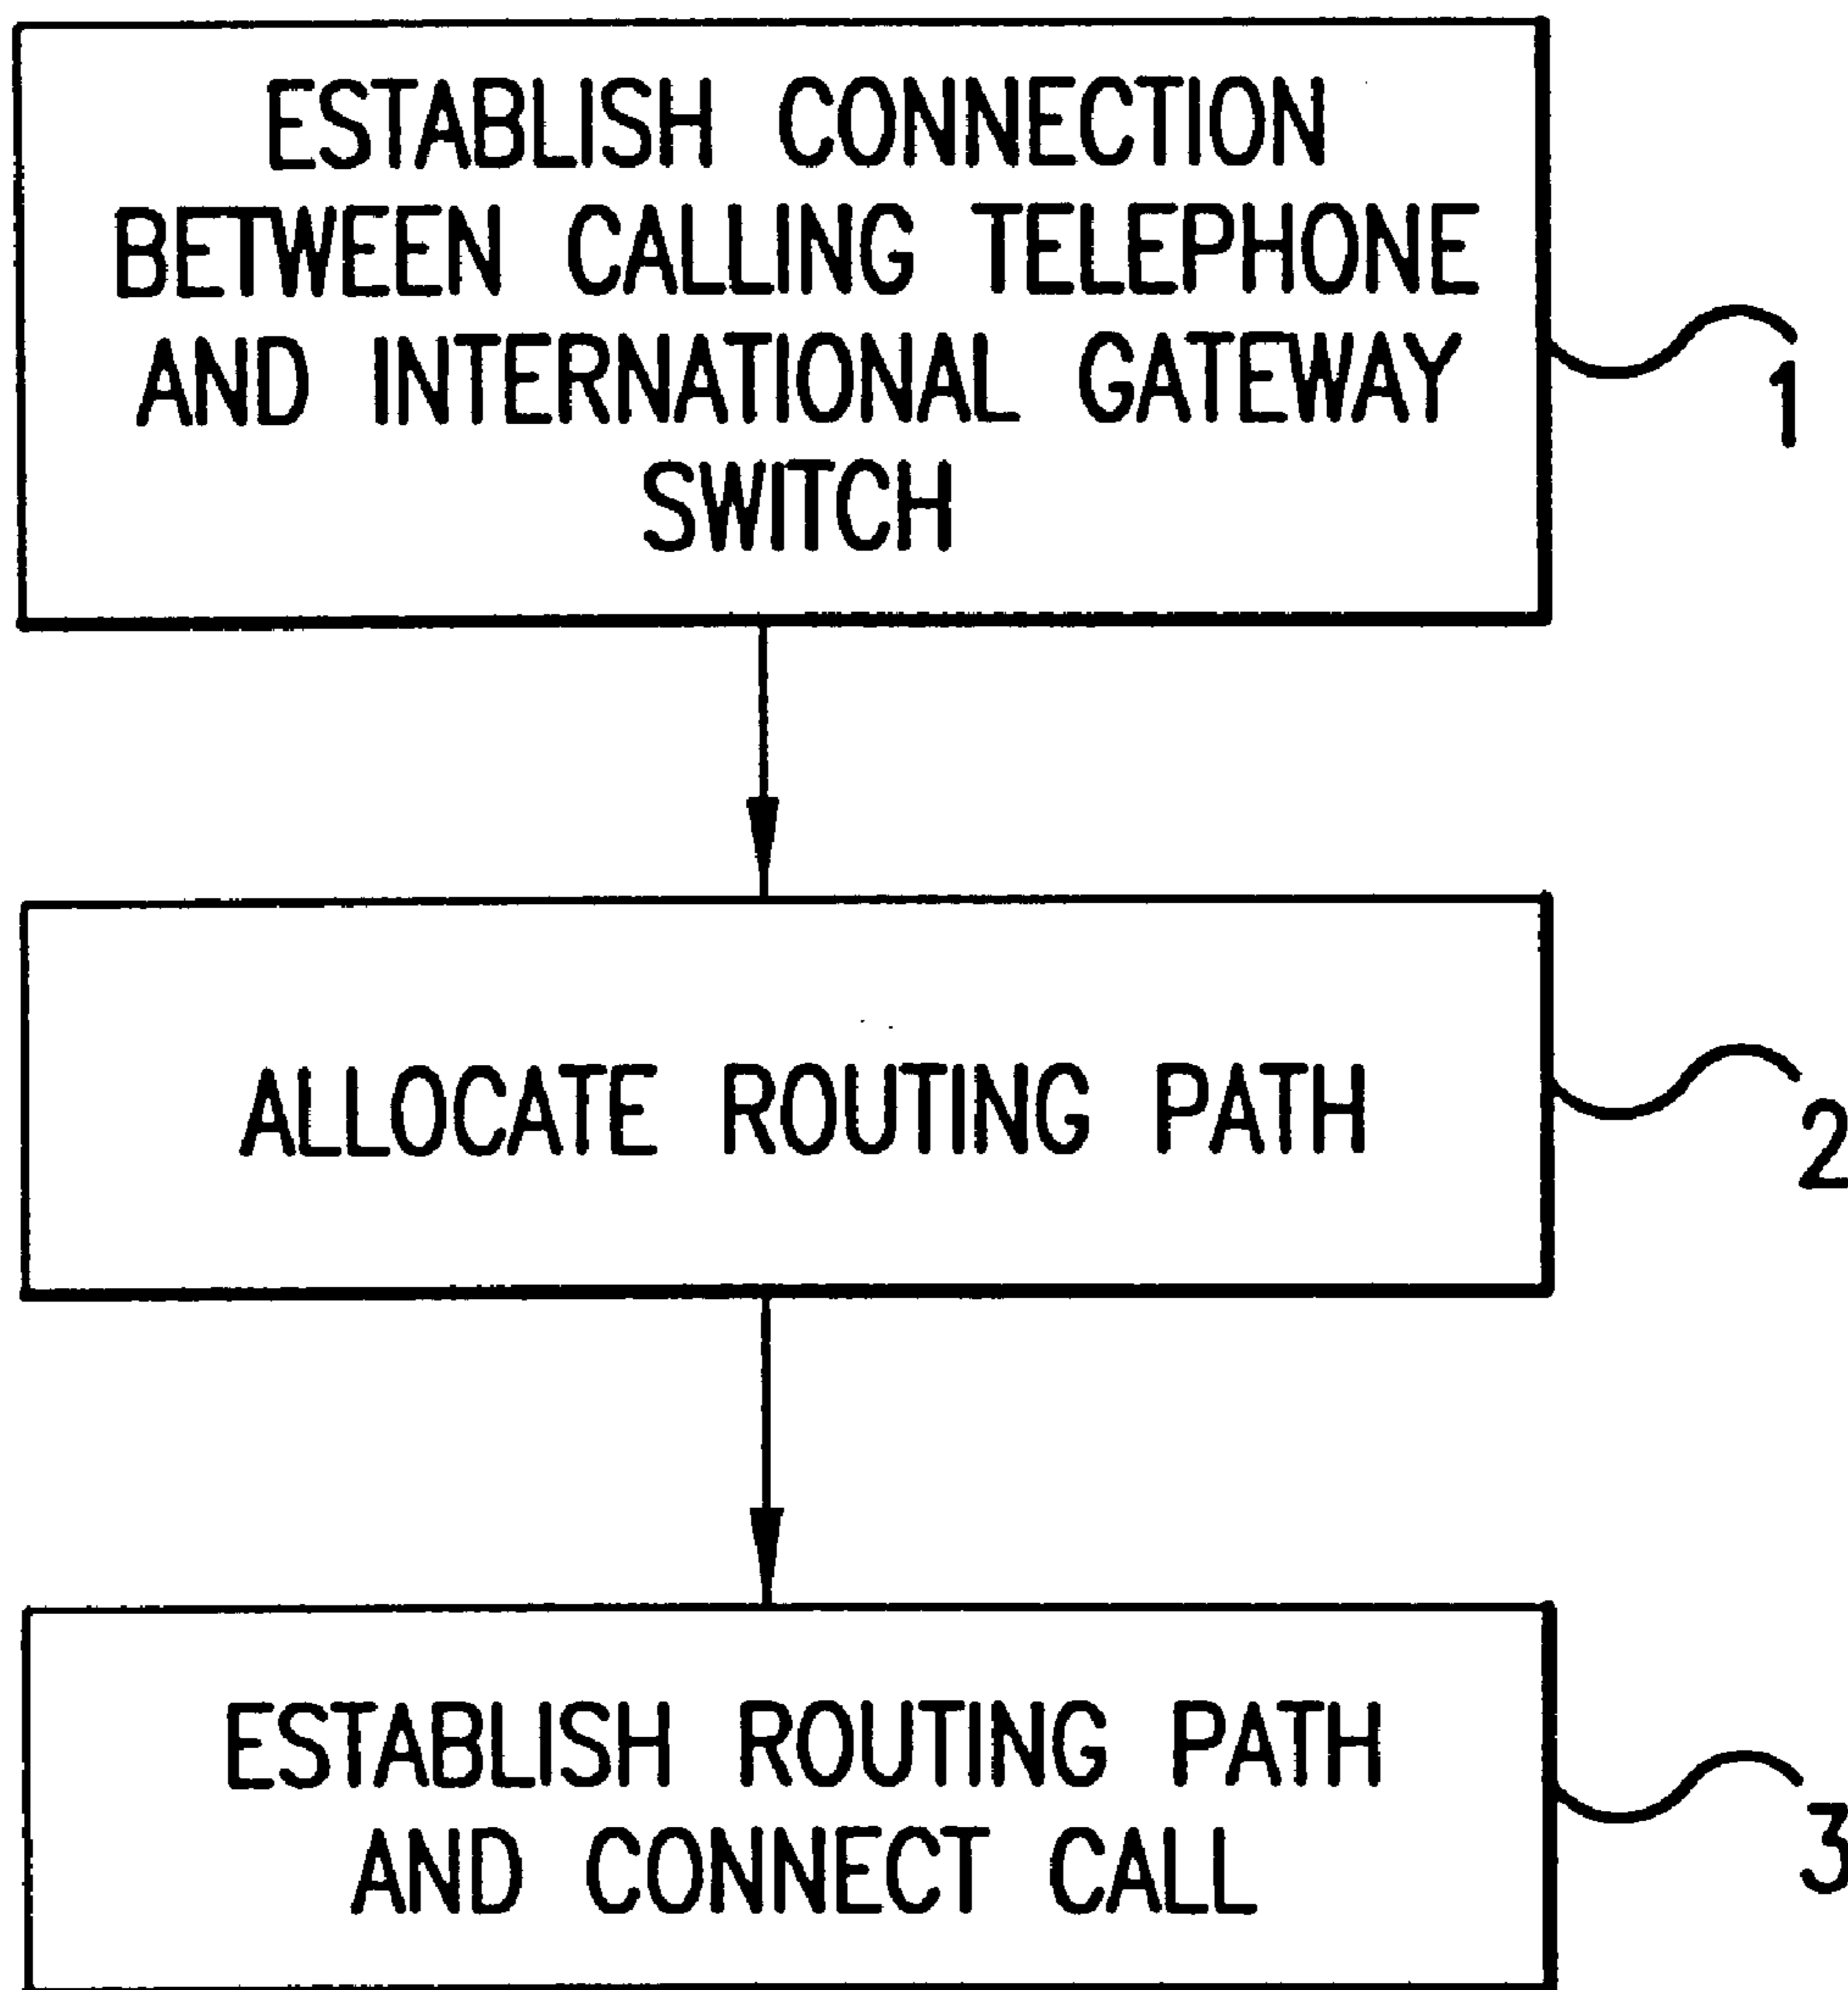 ESTABLISH CONNECTION
BETWEEN CALLING TELEPHONE
AND INTERNATIONAL GATEWAY
SWITCH
1
ALLOCATE ROUTING PATH
2
ESTABLISH ROUTING PATH
AND CONNECT CALL
3